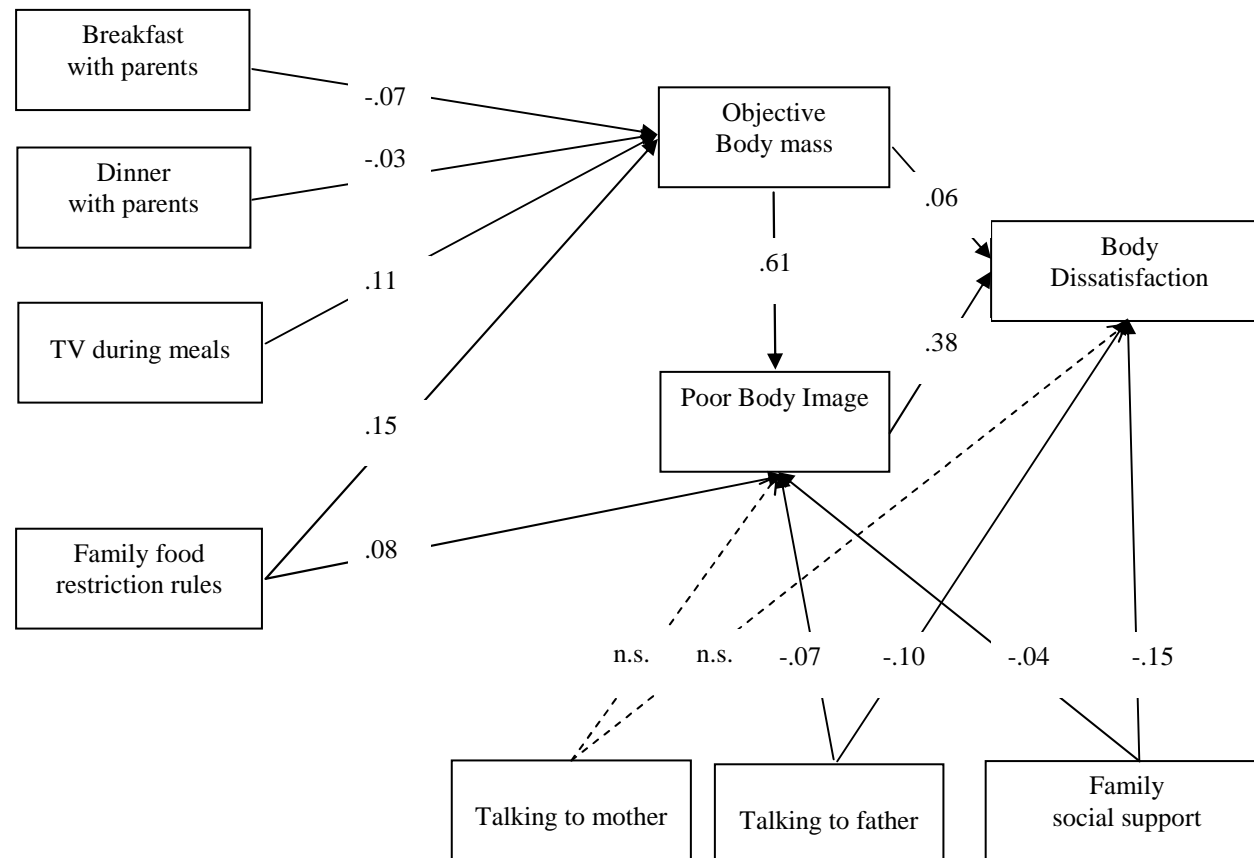 Breakfast
with parents
-.07
Objective
Body mass
Dinner
with parents
-.03
.06
Body
Dissatisfaction
.61
.11
TV during meals
.38
Poor Body Image
.15
Family food
restriction rules
.08
n.s.
n.s.
-.07
-.10
-.04
-.15
Talking to mother
Talking to father
Family
social support